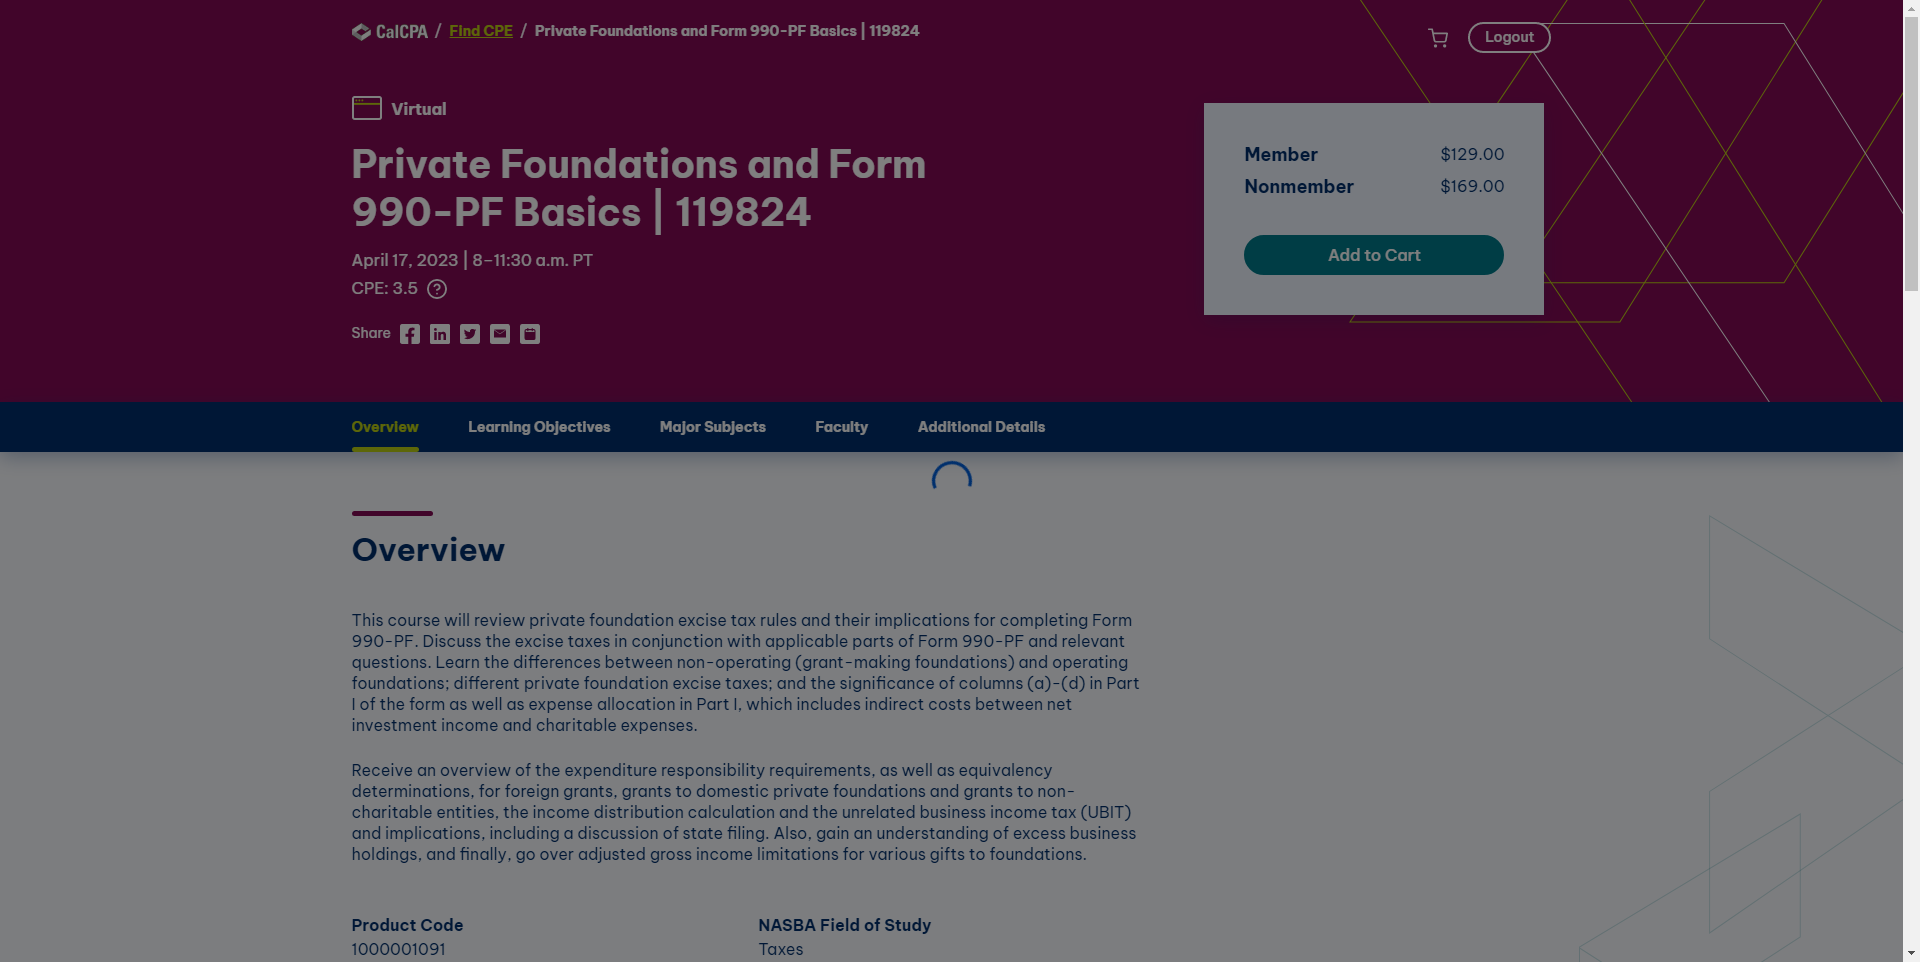 CalCPA / Find CPE / Private Foundations and Form 990-PF Basics | 119824
Logout
Virtual
Private Foundations and Form
990-PF Basics | 119824
April 17, 2023 | 8–11:30 a.m. PT
CPE: 3.5 ?
Share
Member $129.00
Nonmember $169.00
Add to Cart
Overview Learning Objectives Major Subjects Faculty Additional Details
Overview
This course will review private foundation excise tax rules and their implications for completing Form
990-PF. Discuss the excise taxes in conjunction with applicable parts of Form 990-PF and relevant
questions. Learn the differences between non-operating (grant-making foundations) and operating
foundations; different private foundation excise taxes; and the significance of columns (a)-(d) in Part
I of the form as well as expense allocation in Part I, which includes indirect costs between net
investment income and charitable expenses.
Receive an overview of the expenditure responsibility requirements, as well as equivalency
determinations, for foreign grants, grants to domestic private foundations and grants to non-
charitable entities, the income distribution calculation and the unrelated business income tax (UBIT)
and implications, including a discussion of state filing. Also, gain an understanding of excess business
holdings, and finally, go over adjusted gross income limitations for various gifts to foundations.
Product Code
1000001091
NASBA Field of Study
Taxes